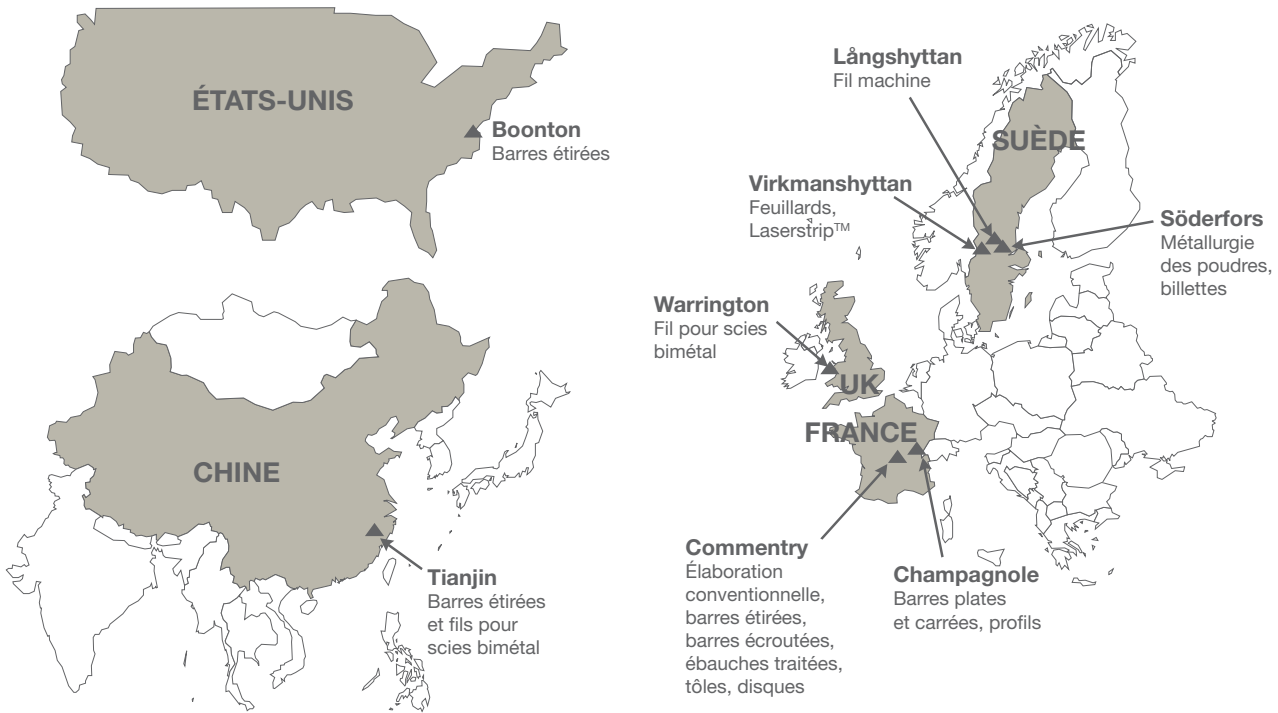 ÉTATS-UNIS
Boonton
Barres étirées
CHINE
Tianjin
Barres étirées
et fils pour
scies bimétal
Långshyttan
Fil machine
SUÈDE
Virkmanshyttan
Feuillards,
Laserstrip™
Söderfors
Métallurgie
des poudres,
billettes
Warrington
Fil pour scies
bimétal
UK
FRANCE
Commentry
Élaboration
conventionnelle,
barres étirées,
barres écroutées,
ébauches traitées,
tôles, disques
Champagnole
Barres plates
et carrées, profils